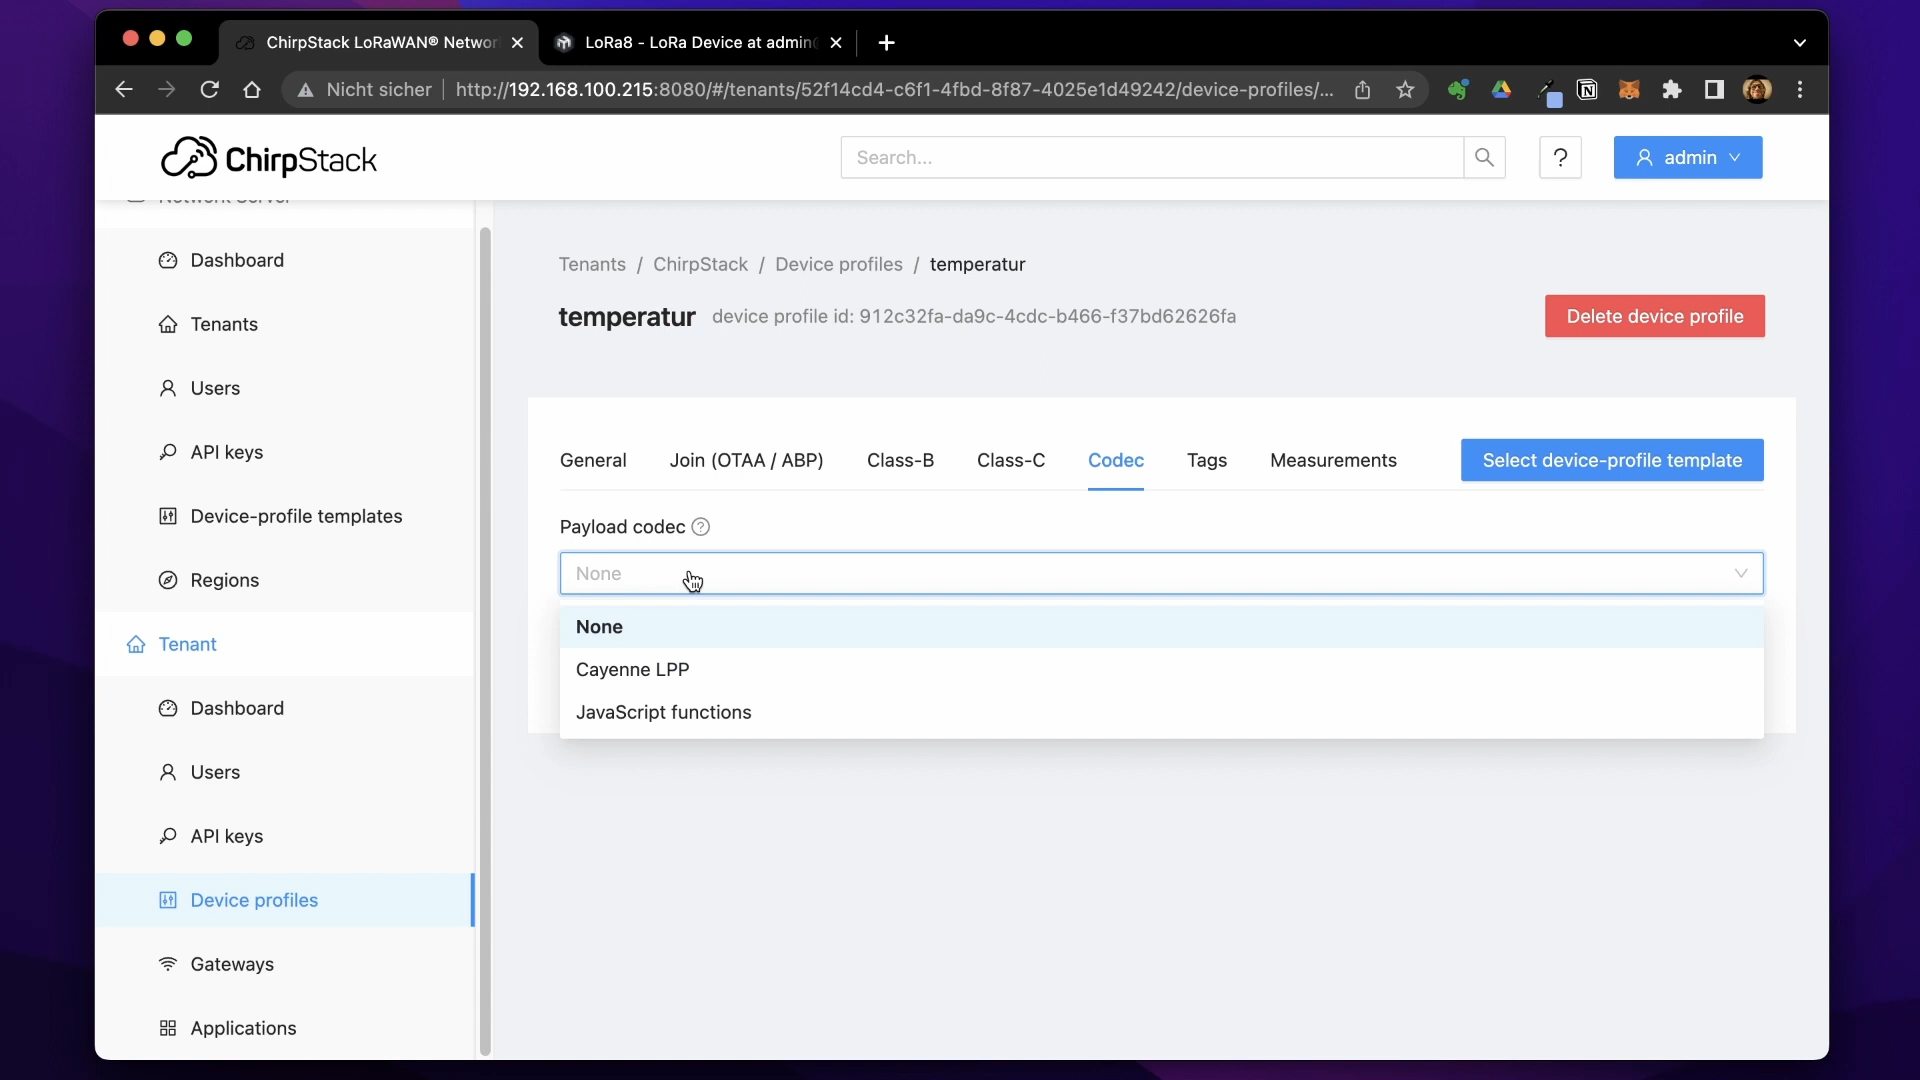 ChirpStack LoRaWAN® Networ
LoRa8 - LoRa Device at admin
Nicht sicher
http://192.168.100.215:8080/#/tenants/52f14cd4-c6f1-4fbd-8f87-4025e1d49242/device-profiles/...
ChirpStack
Search...
?
admin
Network Server
Dashboard
Tenants
Users
API keys
Device-profile templates
Regions
Tenant
Dashboard
Users
API keys
Device profiles
Gateways
Applications
Tenants / ChirpStack / Device profiles / temperatur
temperatur device profile id: 912c32fa-da9c-4cdc-b466-f37bd62626fa
Delete device profile
General Join (OTAA / ABP) Class-B Class-C Codec Tags Measurements
Select device-profile template
Payload codec ?
None
None
Cayenne LPP
JavaScript functions